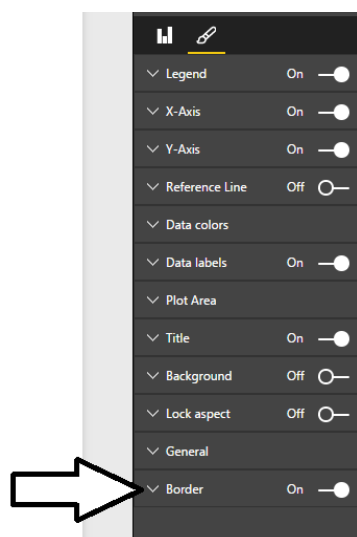 Legend On
X-Axis On
Y-Axis On
Reference Line Off
Data colors
Data labels On
Plot Area
Title On
Background Off
Lock aspect Off
General
Border On